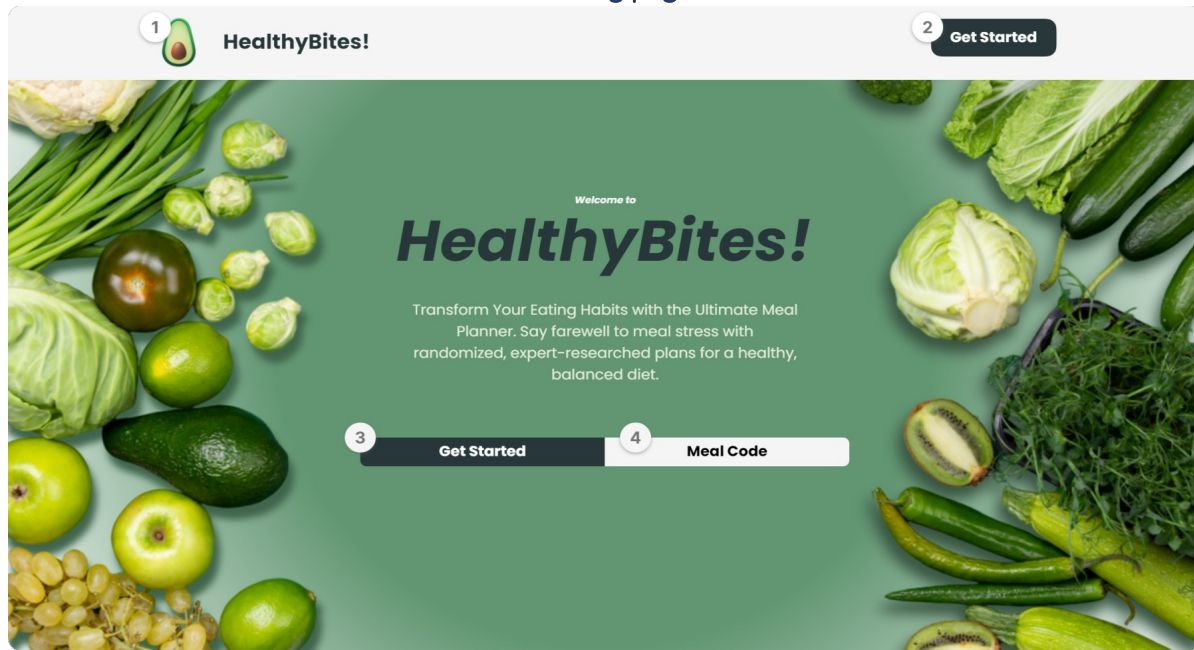 1
HealthyBites!
2
Get Started
Welcome to
HealthyBites!
Transform Your Eating Habits with the Ultimate Meal
Planner. Say farewell to meal stress with
randomized, expert-researched plans for a healthy,
balanced diet.
3
Get Started
4
Meal Code